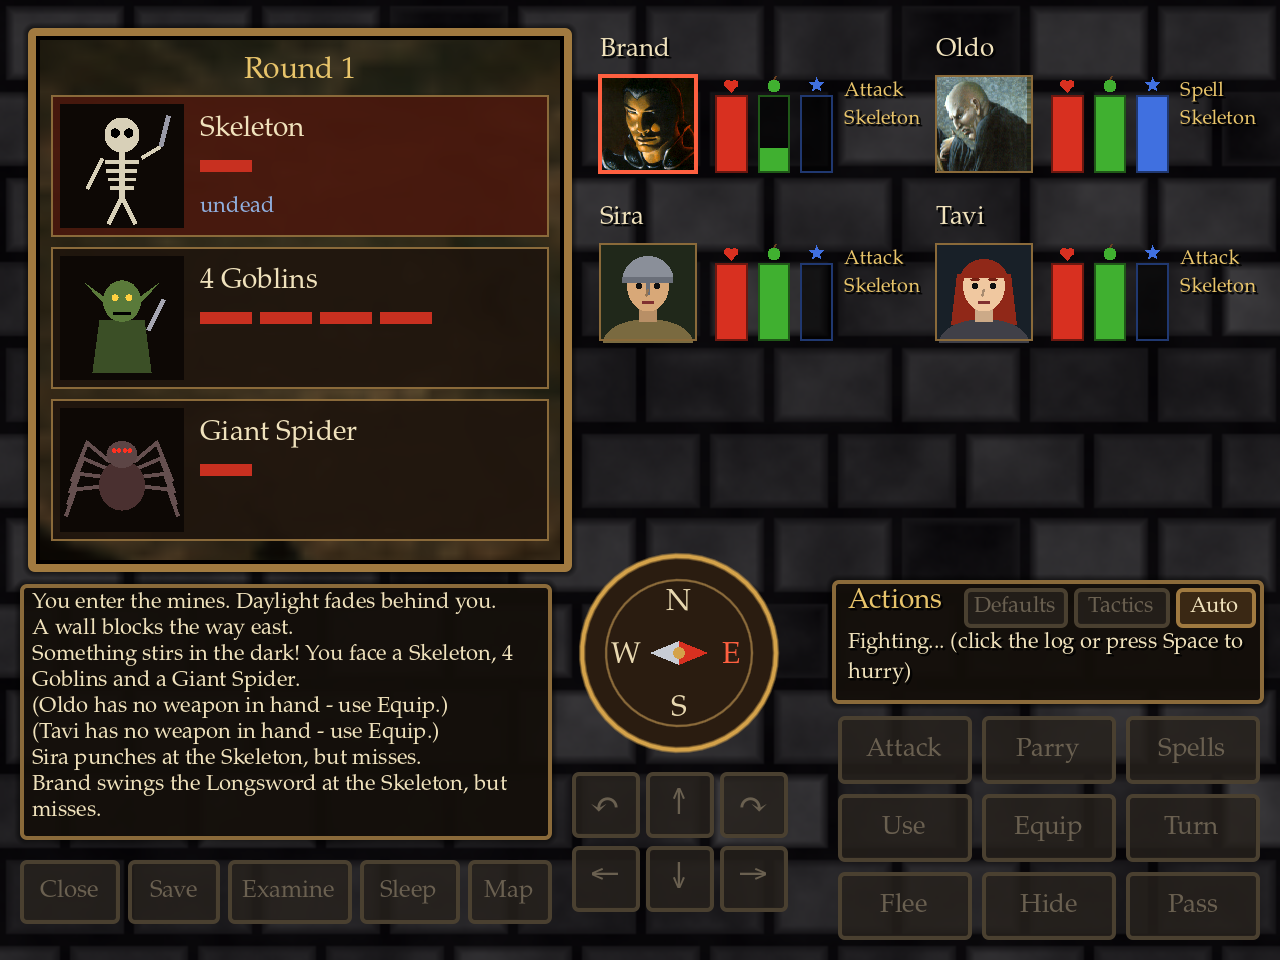 Round 1
Skeleton
undead
4 Goblins
Giant Spider
Brand
Attack
Skeleton
Oldo
Spell
Skeleton
Sira
Attack
Skeleton
Tavi
Attack
Skeleton
You enter the mines. Daylight fades behind you.
A wall blocks the way east.
Something stirs in the dark! You face a Skeleton, 4
Goblins and a Giant Spider.
(Oldo has no weapon in hand - use Equip.)
(Tavi has no weapon in hand - use Equip.)
Sira punches at the Skeleton, but misses.
Brand swings the Longsword at the Skeleton, but
misses.
N
W E
S
Actions Defaults Tactics Auto
Fighting... (click the log or press Space to
hurry)
Attack Parry Spells
Use Equip Turn
Flee Hide Pass
Close Save Examine Sleep Map